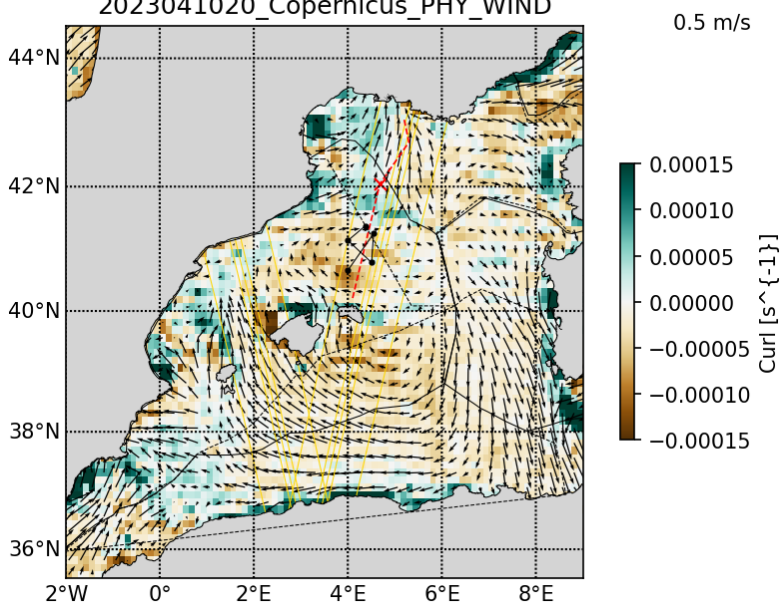 2023041020_Copernicus_PHY_WIND
0.5 m/s
44°N
42°N
40°N
38°N
36°N
2°W 0° 2°E 4°E 6°E 8°E
0.00015
0.00010
0.00005
0.00000
−0.00005
−0.00010
−0.00015
Curl [s^{-1}]